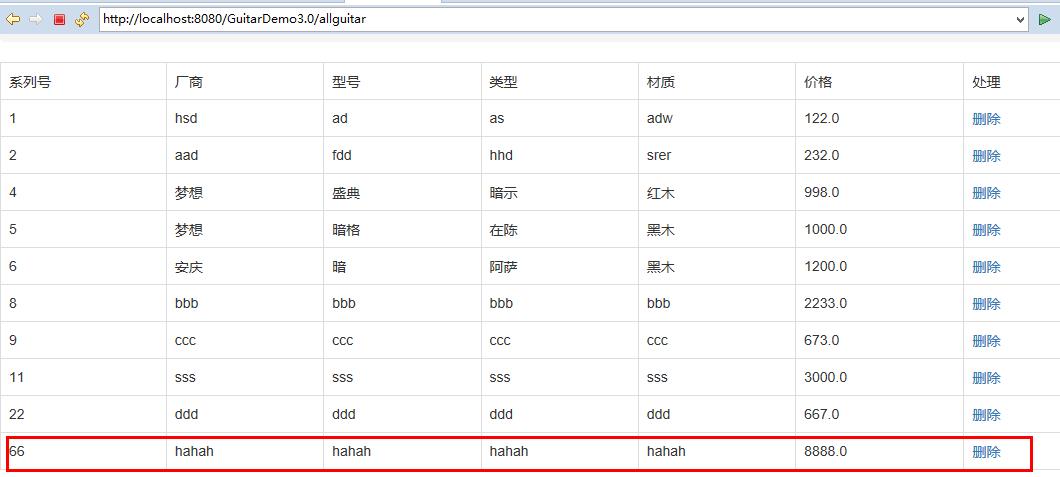 http://localhost:8080/GuitarDemo3.0/allguitar
系列号 厂商 型号 类型 材质 价格 处理
1 hsd ad as adw 122.0 删除
2 aad fdd hhd srer 232.0 删除
4 梦想 盛典 暗示 红木 998.0 删除
5 梦想 暗格 在陈 黑木 1000.0 删除
6 安庆 暗 阿萨 黑木 1200.0 删除
8 bbb bbb bbb bbb 2233.0 删除
9 ccc ccc ccc ccc 673.0 删除
11 sss sss sss sss 3000.0 删除
22 ddd ddd ddd ddd 667.0 删除
66 hahah hahah hahah hahah 8888.0 删除